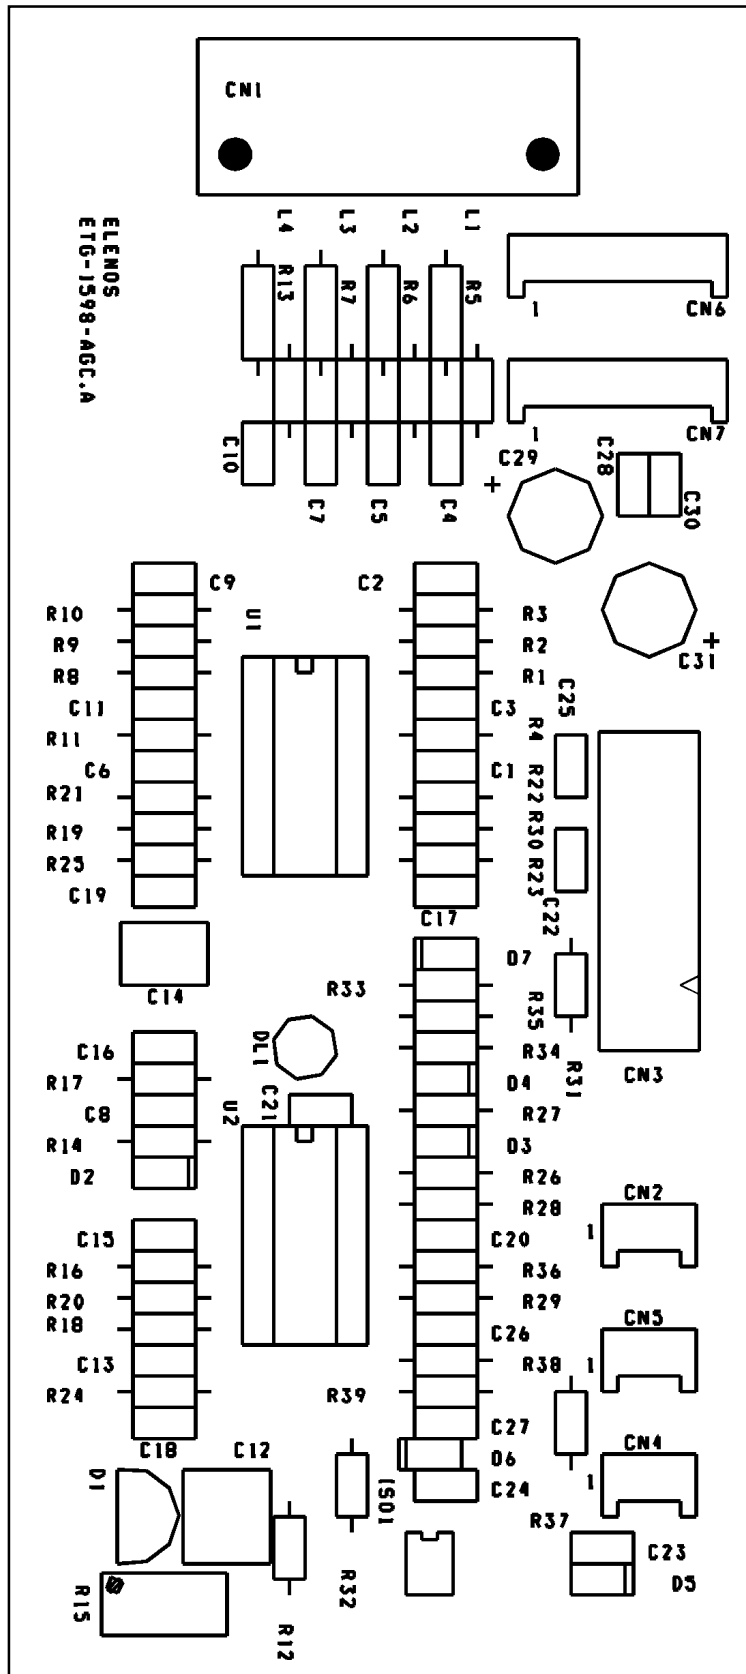 CN1
ELENOS
ETG-1598-AGC.A
L4
L3
L2
L1
R13
R7
R6
R5
1
CN6
1
CN7
C10
C7
C5
C4
C29
+
C28
C30
C31
+
C9
C2
R10
U1
R3
R9
R2
R8
R1
C11
C3
C25
R11
R4
C6
C1
R21
R22
R19
R30
R25
R23
C19
C17
C22
C14
R33
D7
R35
DL1
R34
C16
R31
CN3
R17
D4
C8
U2
C21
R27
R14
D3
D2
R26
CN2
R28
1
C15
C20
R16
R36
R20
R29
R18
C26
CN5
C13
R38
1
R24
R39
C27
C18
C12
D6
CN4
D1
ISO1
C24
1
R37
C23
R15
R32
D5
R12